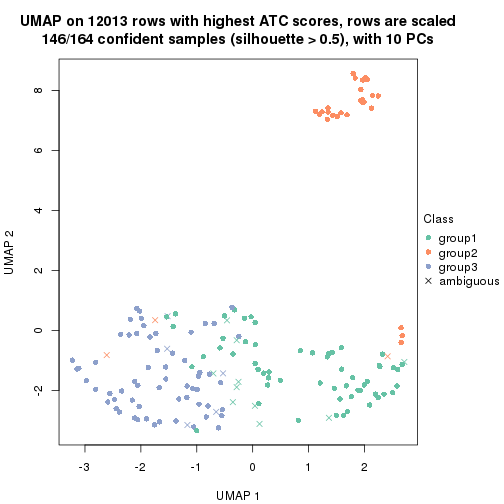 UMAP on 12013 rows with highest ATC scores, rows are scaled
146/164 confident samples (silhouette > 0.5), with 10 PCs
8
6
4
2
0
-2
UMAP 2
-3
-2
-1
0
1
2
UMAP 1
Class
group1
group2
group3
ambiguous